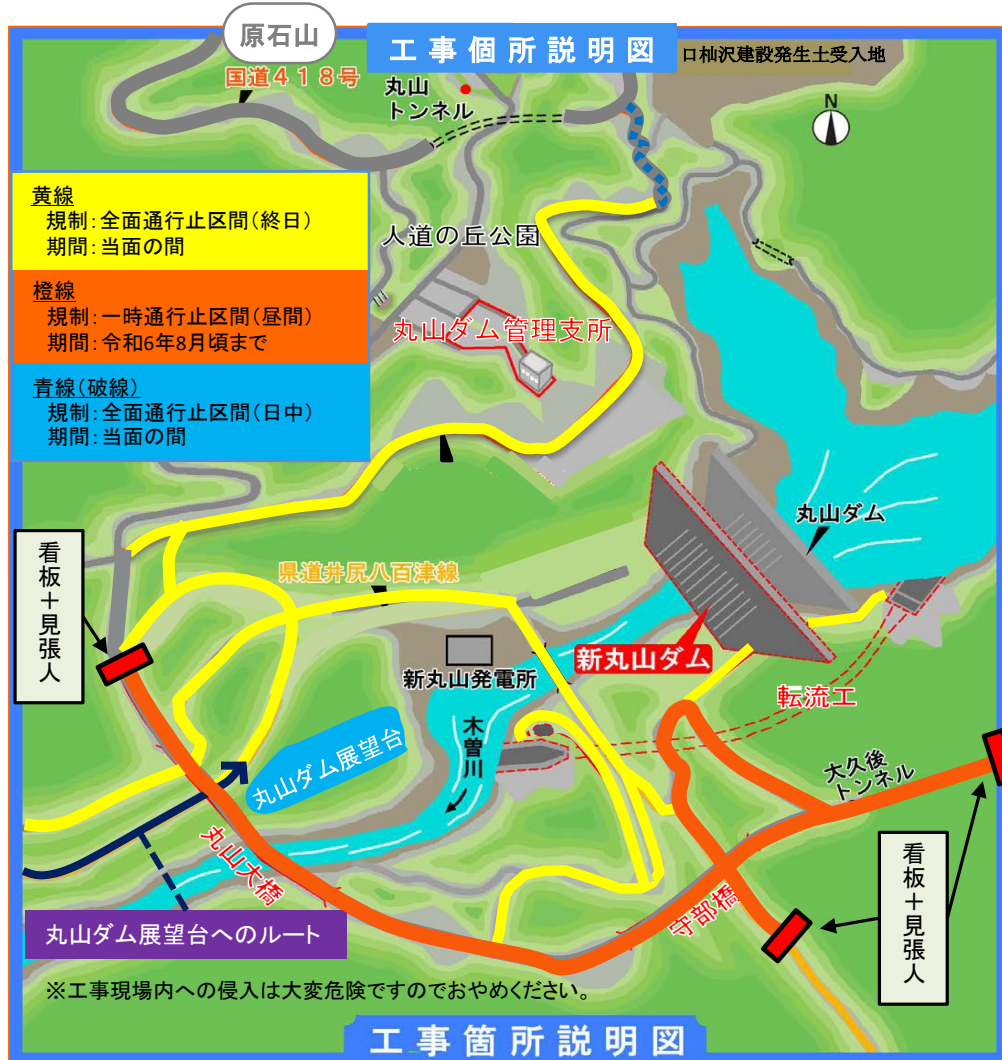 原石山
工事個所説明図
口杣沢建設発生土受入地
国道418号
丸山
トンネル
N
黄線
規制:全面通行止区間(終日)
期間:当面の間
橙線
規制:一時通行止区間(昼間)
期間:令和6年8月頃まで
青線(破線)
規制:全面通行止区間(日中)
期間:当面の間
人道の丘公園
丸山ダム管理支所
丸山ダム
看板+見張人
県道井尻八百津線
新丸山発電所
新丸山ダム
転流工
木曽川
丸山ダム展望台
大久後
トンネル
丸山大橋
守部橋
看板+見張人
丸山ダム展望台へのルート
※工事現場内への侵入は大変危険ですのでおやめください。
工事箇所説明図